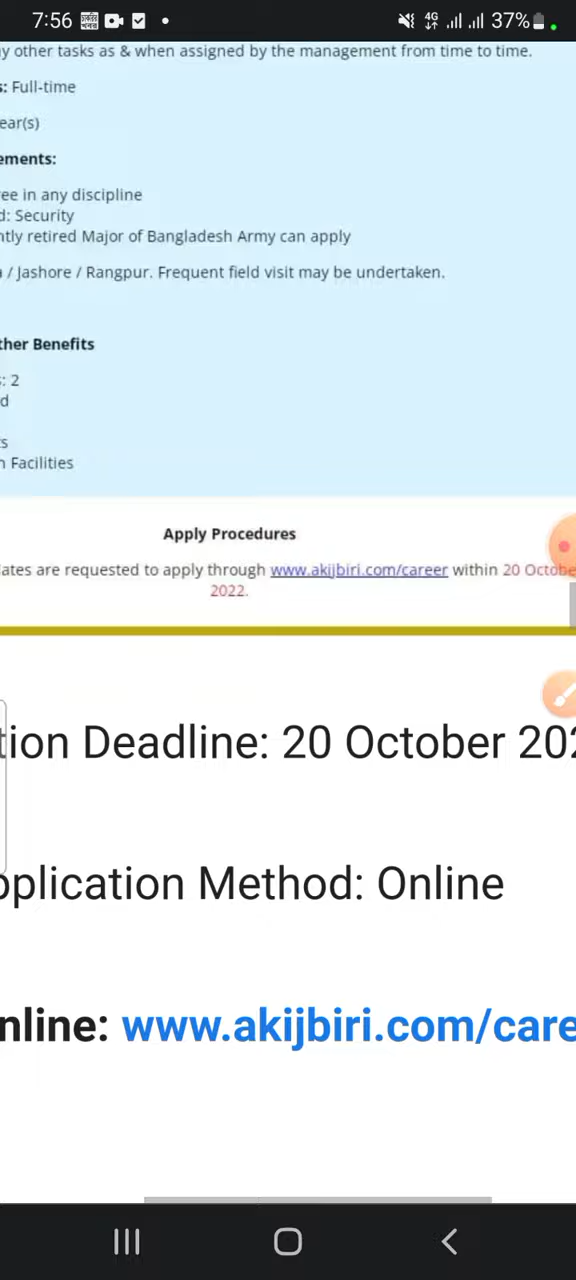 7:56 4G 37%
y other tasks as & when assigned by the management from time to time.
s: Full-time
ear(s)
ements:
ee in any discipline
d: Security
ntly retired Major of Bangladesh Army can apply
a / Jashore / Rangpur. Frequent field visit may be undertaken.
ther Benefits
s: 2
d
ts
n Facilities
Apply Procedures
ates are requested to apply through www.akijbiri.com/career within 20 Octobe
2022.
tion Deadline: 20 October 202
pplication Method: Online
nline: www.akijbiri.com/care